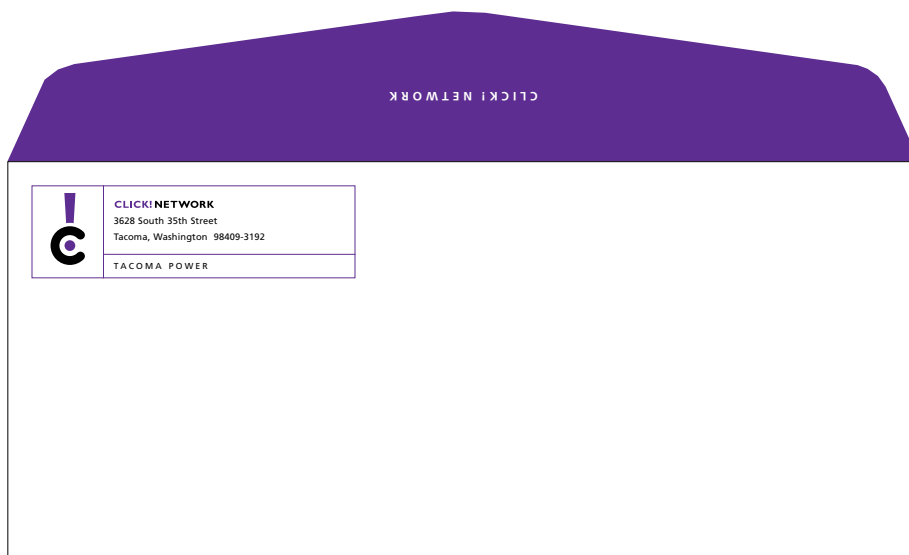 CLICK! NETWORK
CLICK! NETWORK
3628 South 35th Street
Tacoma, Washington 98409-3192
TACOMA POWER